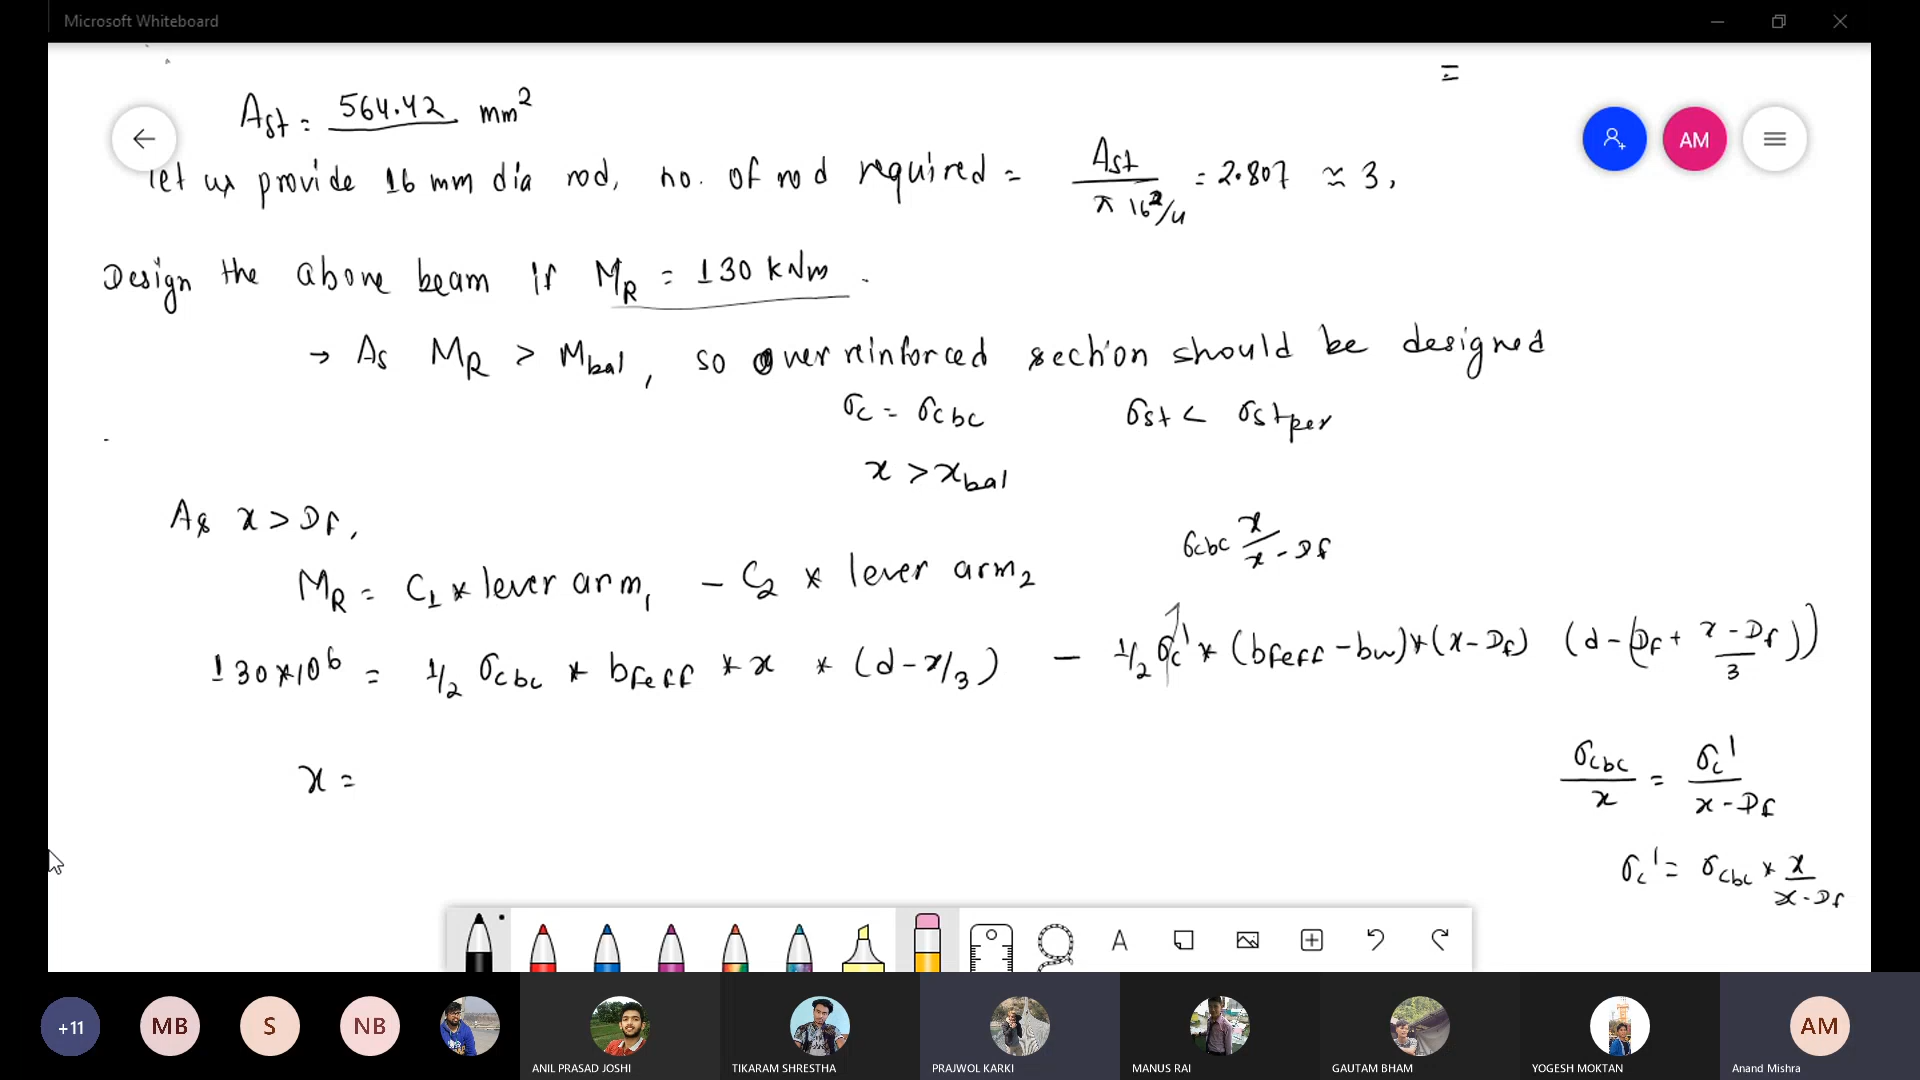 Microsoft Whiteboard
=
Ast = 564.42 mm²
let us provide 16 mm dia rod, no. of rod required = Ast / π 16²/4 = 2.807 ≈ 3,
AM
Design the above beam if MR = 130 kNm.
→ As MR > Mbal, so over reinforced section should be designed
σc = σcbc σst < σst per
x > xbal
As x > Df,
σcbc x / x - Df
MR = C1 * lever arm1 - C2 * lever arm2
130*10⁶ = 1/2 σcbc * bfeff * x * (d - x/3) - 1/2 σc' * (bfeff - bw) * (x - Df) (d - (Df + x - Df / 3))
x =
σcbc / x = σc' / x - Df
σc' = σcbc * x / x - Df
A
+11 MB S NB AM
ANIL PRASAD JOSHI TIKARAM SHRESTHA PRAJWOL KARKI MANUS RAI GAUTAM BHAM YOGESH MOKTAN Anand Mishra